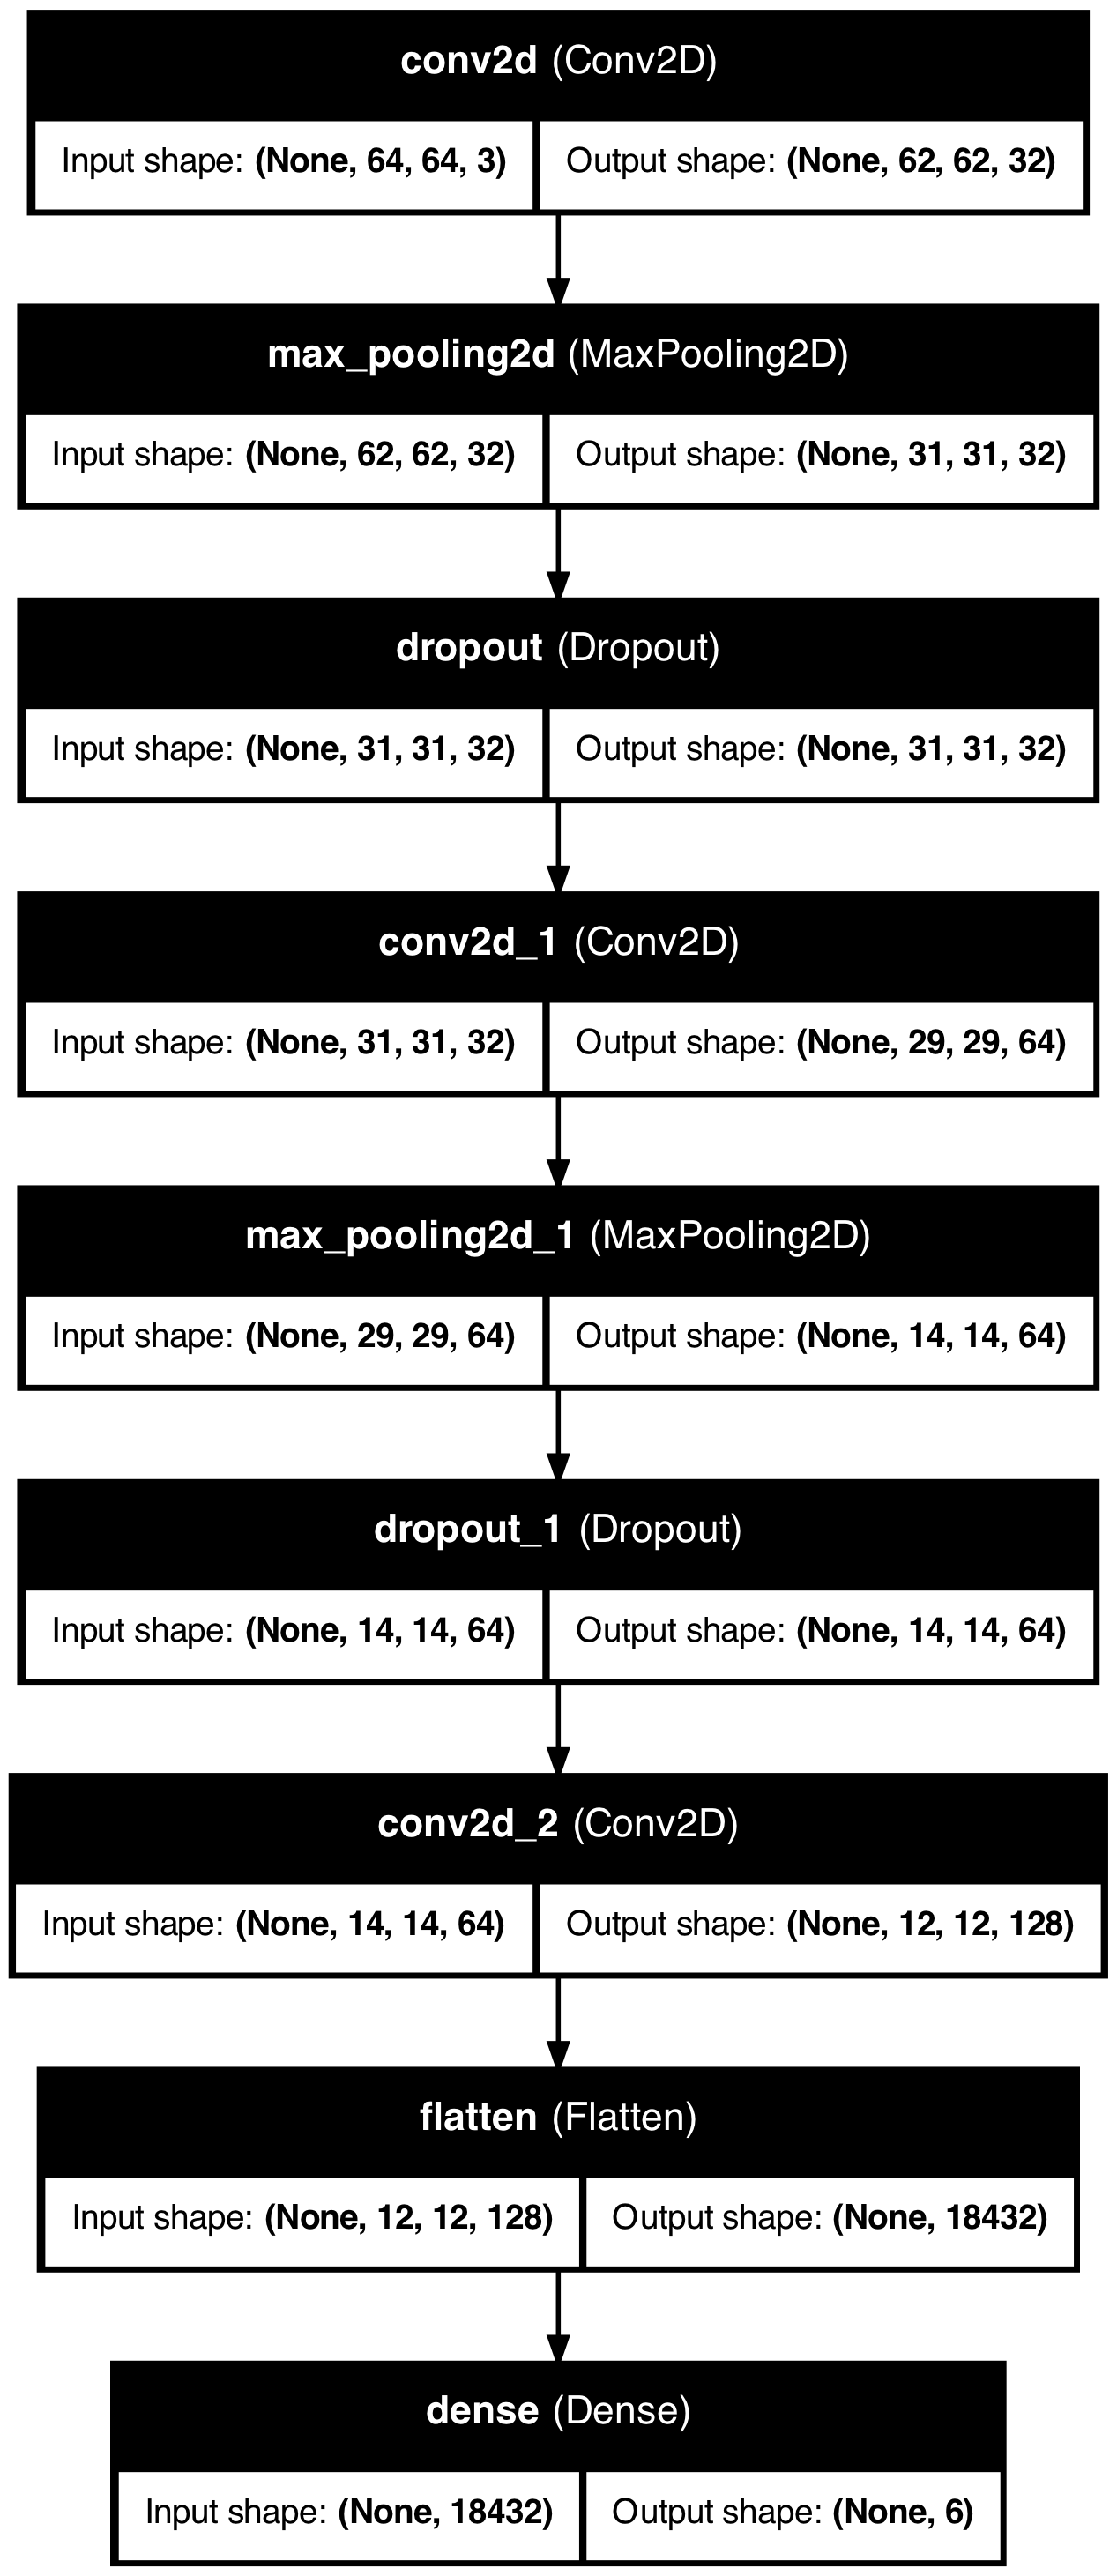 conv2d (Conv2D)
Input shape: (None, 64, 64, 3) Output shape: (None, 62, 62, 32)
max_pooling2d (MaxPooling2D)
Input shape: (None, 62, 62, 32) Output shape: (None, 31, 31, 32)
dropout (Dropout)
Input shape: (None, 31, 31, 32) Output shape: (None, 31, 31, 32)
conv2d_1 (Conv2D)
Input shape: (None, 31, 31, 32) Output shape: (None, 29, 29, 64)
max_pooling2d_1 (MaxPooling2D)
Input shape: (None, 29, 29, 64) Output shape: (None, 14, 14, 64)
dropout_1 (Dropout)
Input shape: (None, 14, 14, 64) Output shape: (None, 14, 14, 64)
conv2d_2 (Conv2D)
Input shape: (None, 14, 14, 64) Output shape: (None, 12, 12, 128)
flatten (Flatten)
Input shape: (None, 12, 12, 128) Output shape: (None, 18432)
dense (Dense)
Input shape: (None, 18432) Output shape: (None, 6)